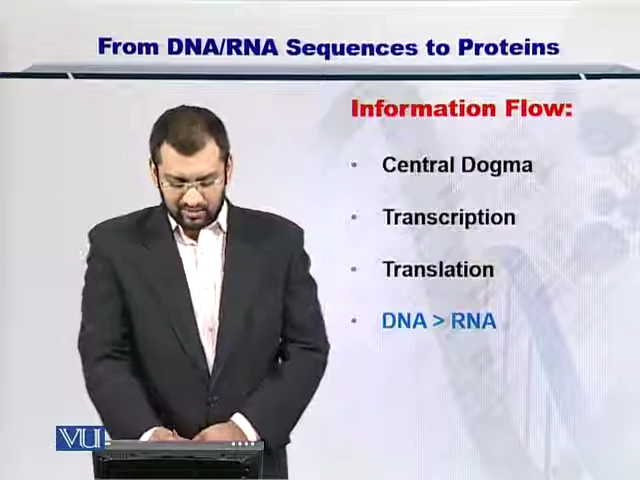 From DNA/RNA Sequences to Proteins
Information Flow:
• Central Dogma
• Transcription
• Translation
• DNA > RNA
VU